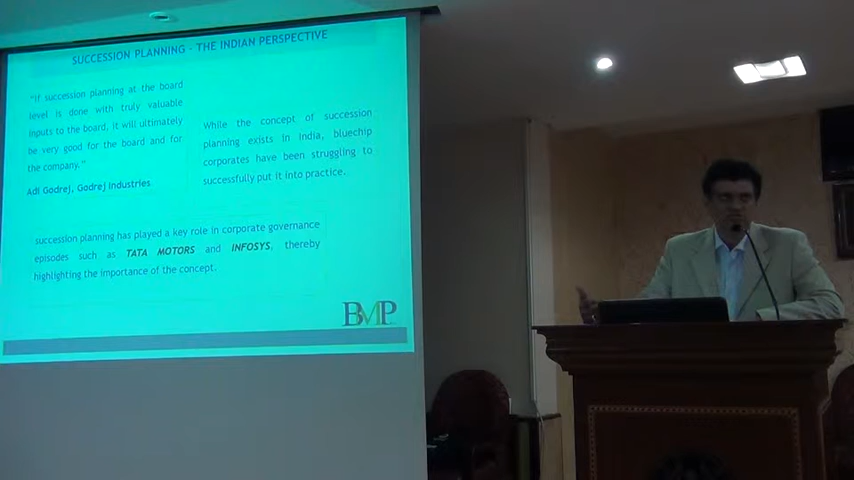 SUCCESSION PLANNING - THE INDIAN PERSPECTIVE
"If succession planning at the board
level is done with truly valuable
inputs to the board, it will ultimately
be very good for the board and for
the company."
Adi Godrej, Godrej Industries
While the concept of succession
planning exists in India, bluechip
corporates have been struggling to
successfully put it into practice.
succession planning has played a key role in corporate governance
episodes such as TATA MOTORS and INFOSYS, thereby
highlighting the importance of the concept.
BMP